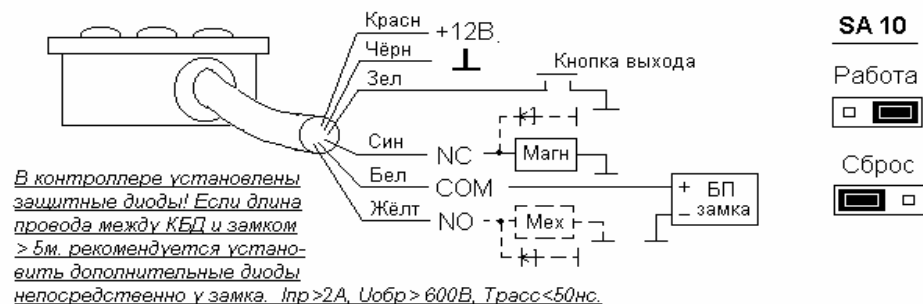 Красн +12В.
Чёрн
Зел
Кнопка выхода
Син NC Магн
Бел COM
+ БП
– замка
Жёлт NO Мех
SA 10
Работа
Сброс
В контроллере установлены
защитные диоды! Если длина
провода между КБД и замком
> 5м. рекомендуется устано-
вить дополнительные диоды
непосредственно у замка. Iпр>2А, Uобр> 600В, Трасс<50нс.